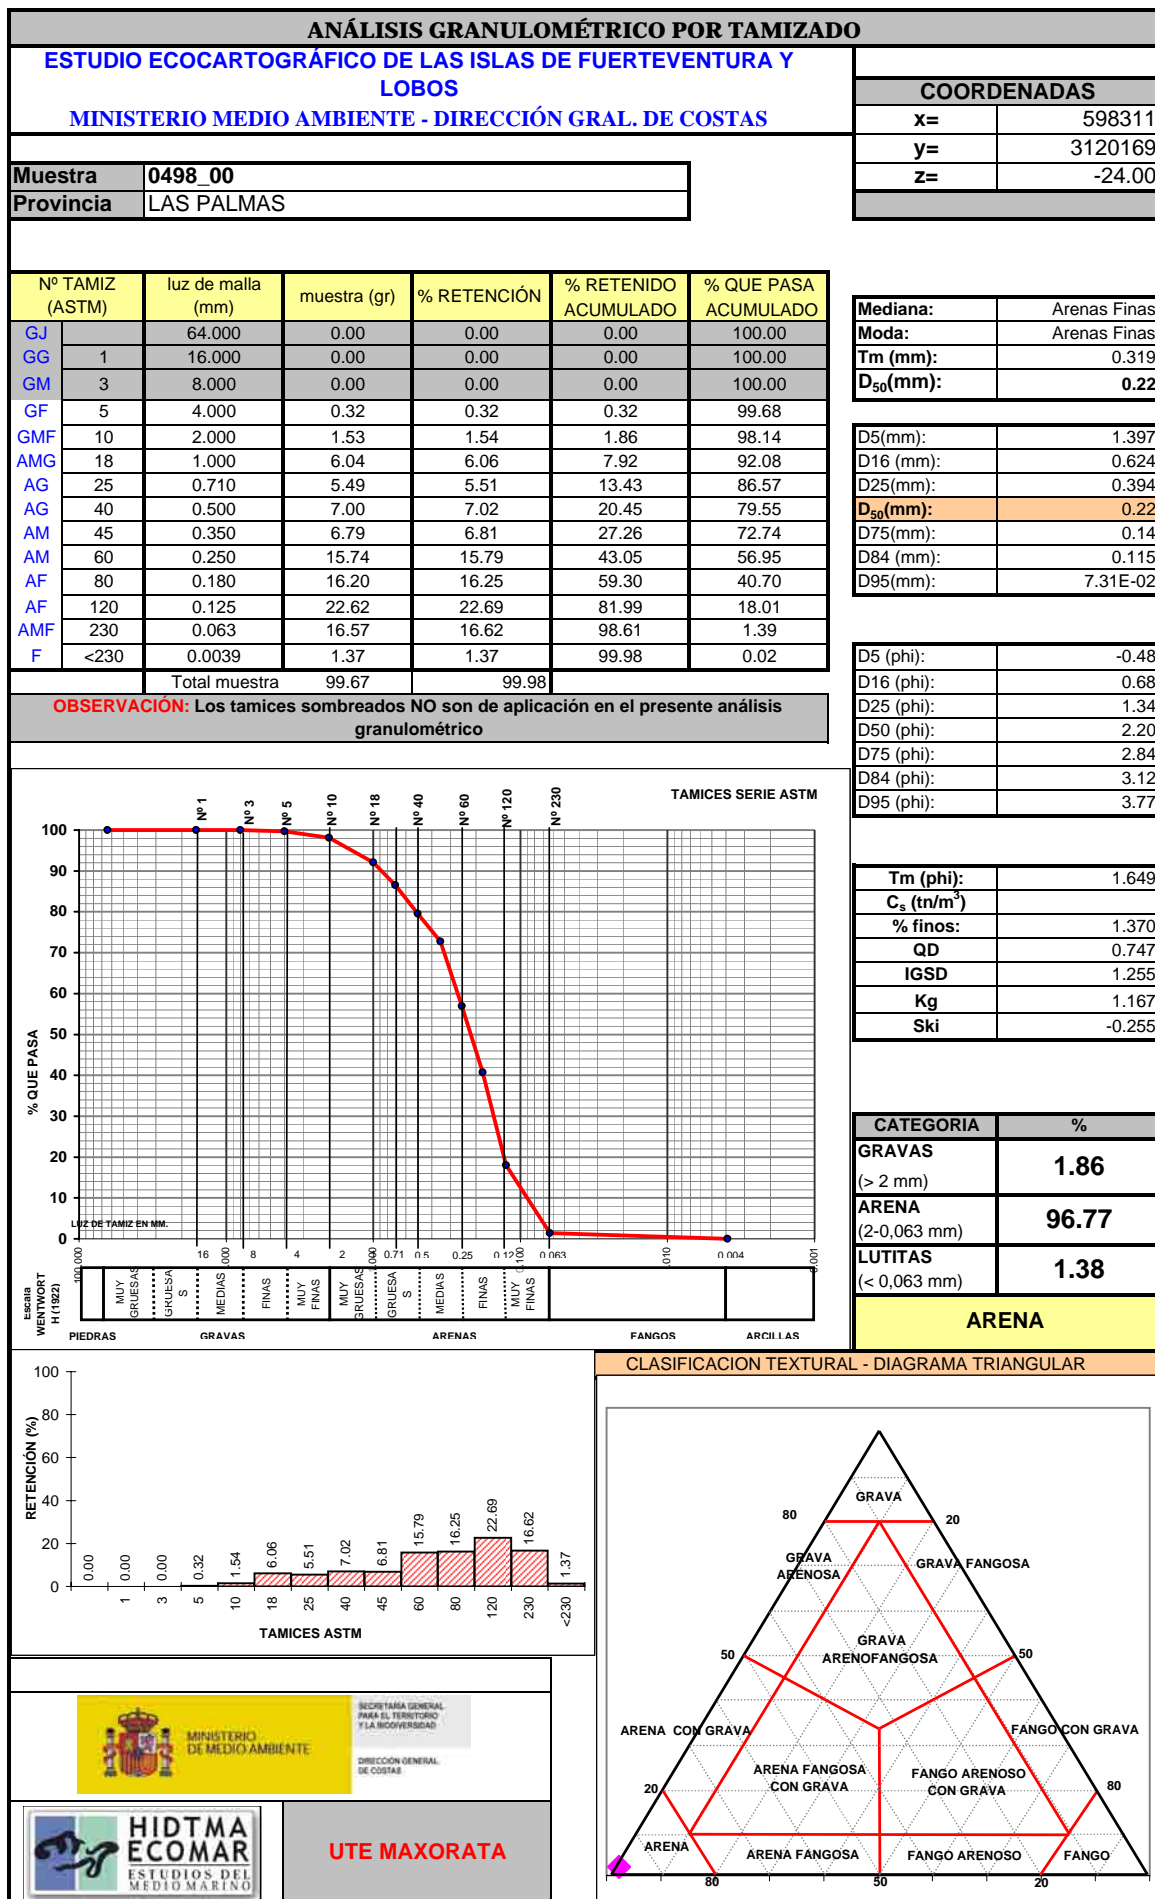 ANÁLISIS GRANULOMÉTRICO POR TAMIZADO
ESTUDIO ECOCARTOGRÁFICO DE LAS ISLAS DE FUERTEVENTURA Y
LOBOS
MINISTERIO MEDIO AMBIENTE - DIRECCIÓN GRAL. DE COSTAS
COORDENADAS
x= 598311
y= 3120169
z= -24.00
Muestra 0498_00
Provincia LAS PALMAS
Nº TAMIZ (ASTM) luz de malla (mm) muestra (gr) % RETENCIÓN % RETENIDO ACUMULADO % QUE PASA ACUMULADO
GJ 64.000 0.00 0.00 0.00 100.00
GG 1 16.000 0.00 0.00 0.00 100.00
GM 3 8.000 0.00 0.00 0.00 100.00
GF 5 4.000 0.32 0.32 0.32 99.68
GMF 10 2.000 1.53 1.54 1.86 98.14
AMG 18 1.000 6.04 6.06 7.92 92.08
AG 25 0.710 5.49 5.51 13.43 86.57
AG 40 0.500 7.00 7.02 20.45 79.55
AM 45 0.350 6.79 6.81 27.26 72.74
AM 60 0.250 15.74 15.79 43.05 56.95
AF 80 0.180 16.20 16.25 59.30 40.70
AF 120 0.125 22.62 22.69 81.99 18.01
AMF 230 0.063 16.57 16.62 98.61 1.39
F <230 0.0039 1.37 1.37 99.98 0.02
Total muestra 99.67 99.98
OBSERVACIÓN: Los tamices sombreados NO son de aplicación en el presente análisis
granulométrico
Mediana: Arenas Finas
Moda: Arenas Finas
Tm (mm): 0.319
D50(mm): 0.22
D5(mm): 1.397
D16 (mm): 0.624
D25(mm): 0.394
D50(mm): 0.22
D75(mm): 0.14
D84 (mm): 0.115
D95(mm): 7.31E-02
D5 (phi): -0.48
D16 (phi): 0.68
D25 (phi): 1.34
D50 (phi): 2.20
D75 (phi): 2.84
D84 (phi): 3.12
D95 (phi): 3.77
Tm (phi): 1.649
Cs (tn/m3)
% finos: 1.370
QD 0.747
IGSD 1.255
Kg 1.167
Ski -0.255
CATEGORIA %
GRAVAS
(> 2 mm) 1.86
ARENA
(2-0,063 mm) 96.77
LUTITAS
(< 0,063 mm) 1.38
ARENA
TAMICES SERIE ASTM
Nº 1 Nº 3 Nº 5 Nº 10 Nº 18 Nº 40 Nº 60 Nº 120 Nº 230
% QUE PASA
100
90
80
70
60
50
40
30
20
10
0
LUZ DE TAMIZ EN MM.
100.000 16 8 4 2 0.71 0.5 0.25 0.12 0.100 0.063 0.004
Escala
WENTWORT
H (1922)
MUY GRUESAS GRUESA S MEDIAS FINAS MUY FINAS MUY GRUESAS GRUESA S MEDIAS FINAS MUY FINAS
PIEDRAS GRAVAS ARENAS FANGOS ARCILLAS
RETENCIÓN (%)
100
80
60
40
20
0
0.00 0.00 0.00 0.32 1.54 6.06 5.51 7.02 6.81 15.79 16.25 22.69 16.62 1.37
1 3 5 10 18 25 40 45 60 80 120 230 <230
TAMICES ASTM
CLASIFICACION TEXTURAL - DIAGRAMA TRIANGULAR
GRAVA
80 20
GRAVA
ARENOSA
GRAVA FANGOSA
GRAVA
ARENOFANGOSA
50 50
ARENA CON GRAVA
FANGO CON GRAVA
ARENA FANGOSA
CON GRAVA
FANGO ARENOSO
CON GRAVA
20 80
ARENA
ARENA FANGOSA
FANGO ARENOSO
FANGO
80 50 20
MINISTERIO
DE MEDIO AMBIENTE
SECRETARÍA GENERAL
PARA EL TERRITORIO
Y LA BIODIVERSIDAD
DIRECCIÓN GENERAL
DE COSTAS
HIDTMA
ECOMAR
ESTUDIOS DEL
MEDIO MARINO
UTE MAXORATA